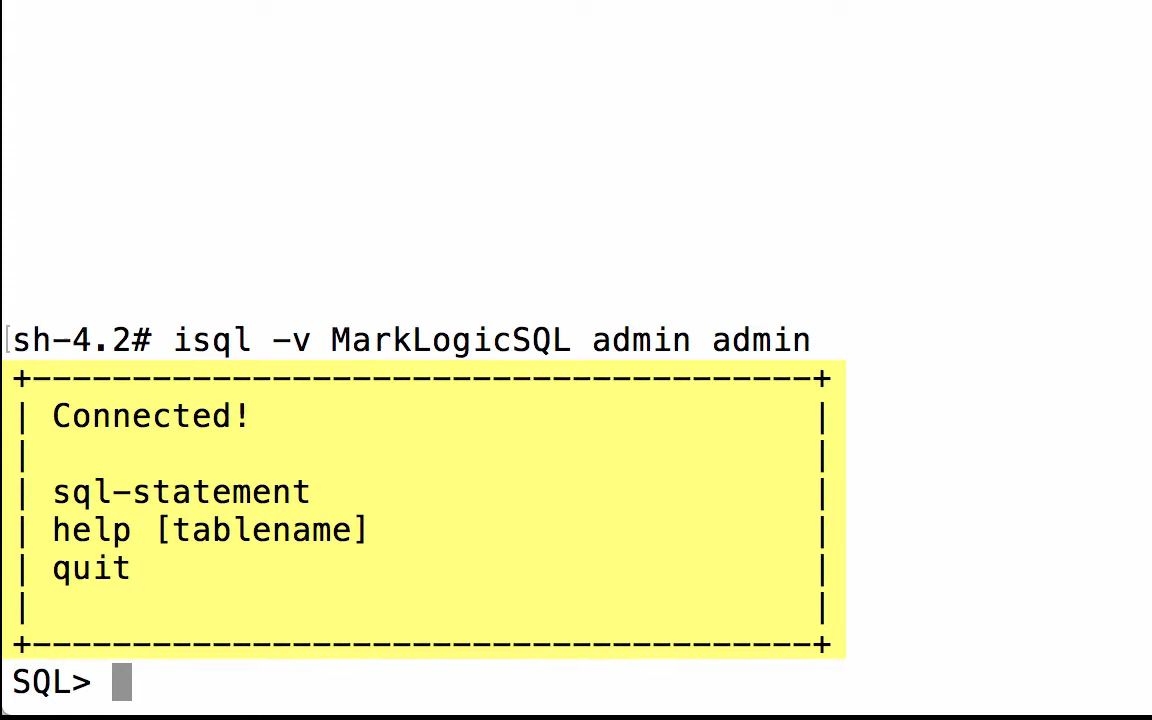 sh-4.2# isql -v MarkLogicSQL admin admin
+---------------------------------------+
| Connected!                            |
|                                       |
| sql-statement                         |
| help [tablename]                      |
| quit                                  |
|                                       |
+---------------------------------------+
SQL>